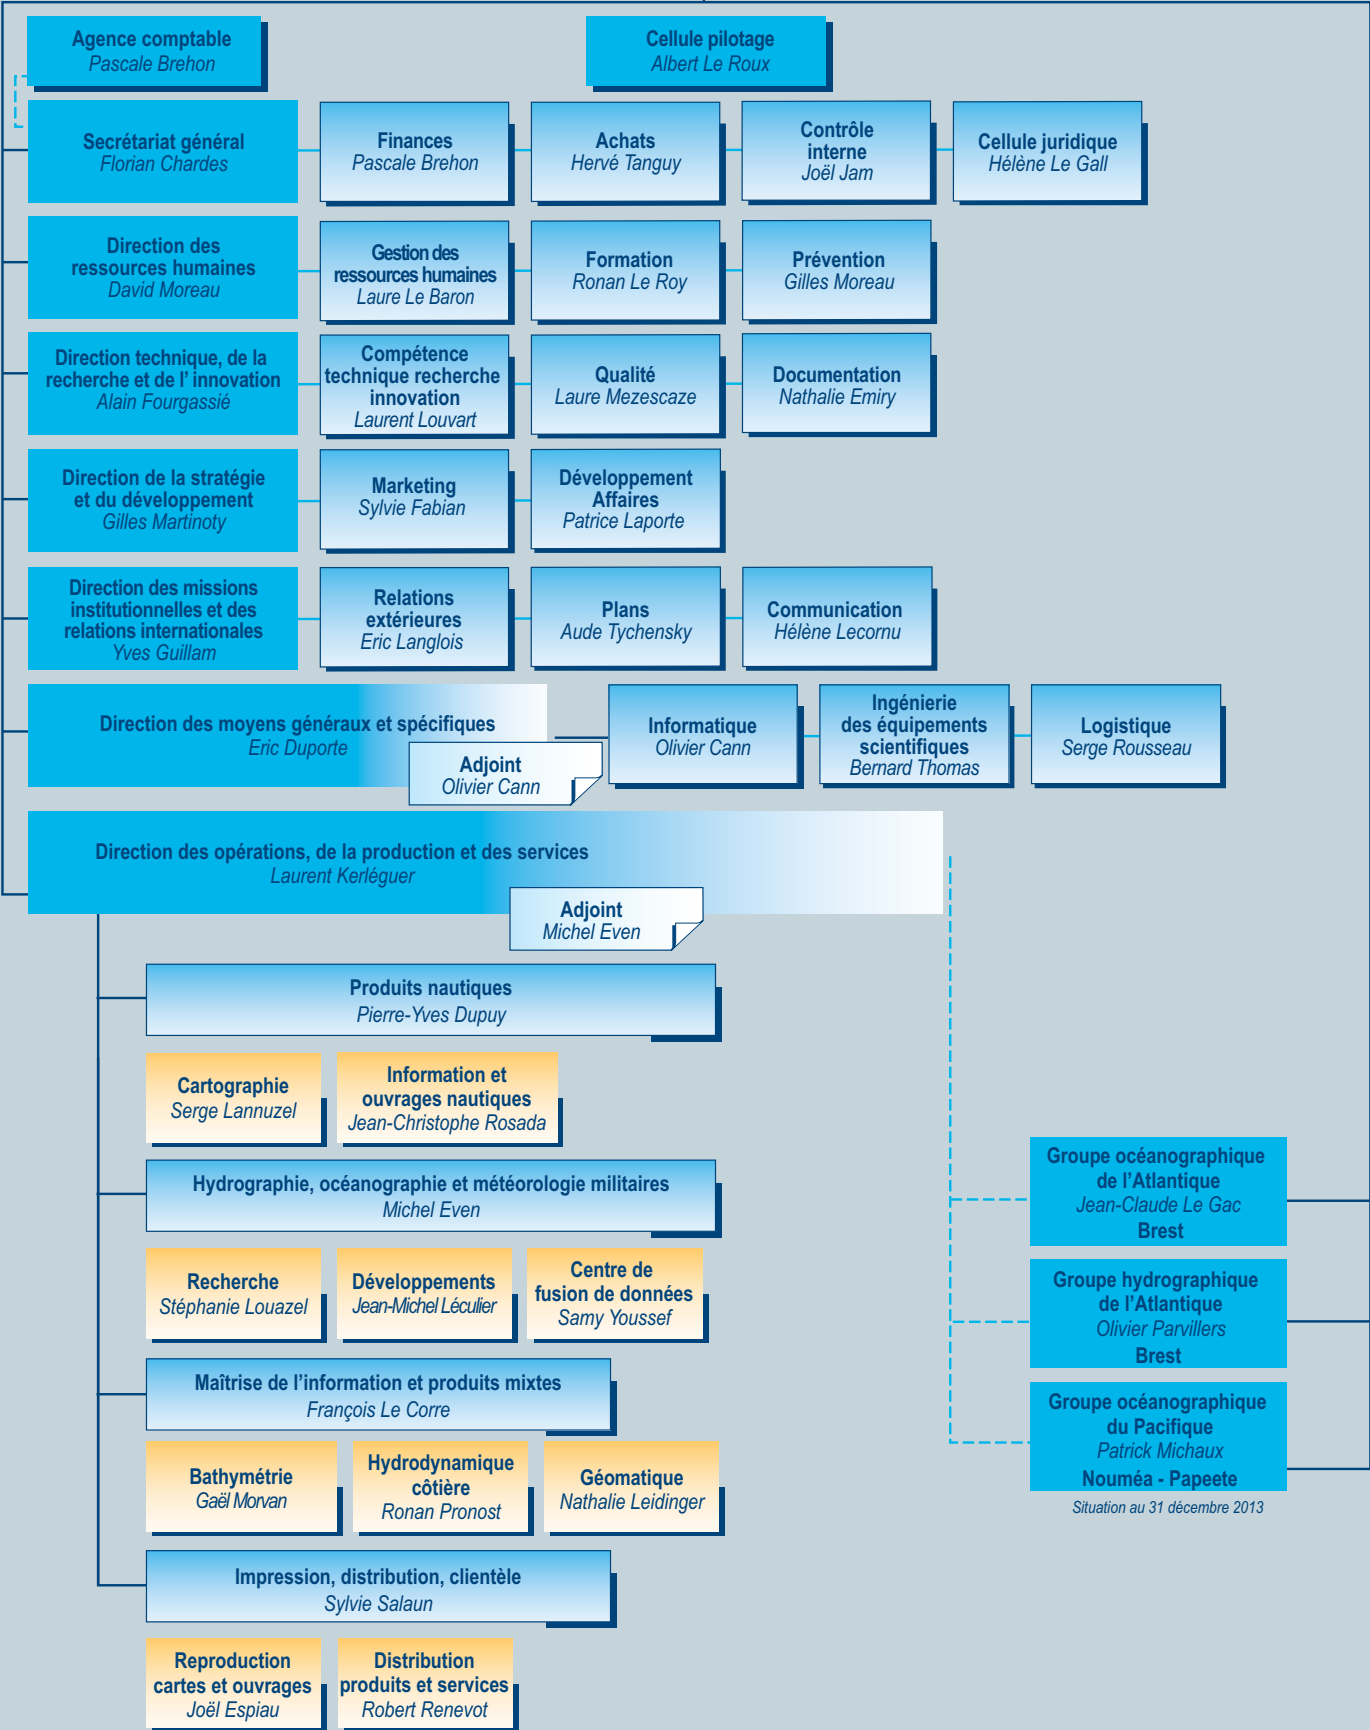 Agence comptable
Pascale Brehon
Cellule pilotage
Albert Le Roux
Secrétariat général
Florian Chardes
Finances
Pascale Brehon
Achats
Hervé Tanguy
Contrôle
interne
Joël Jam
Cellule juridique
Hélène Le Gall
Direction des
ressources humaines
David Moreau
Gestion des
ressources humaines
Laure Le Baron
Formation
Ronan Le Roy
Prévention
Gilles Moreau
Direction technique, de la
recherche et de l’ innovation
Alain Fourgassié
Compétence
technique recherche
innovation
Laurent Louvart
Qualité
Laure Mezescaze
Documentation
Nathalie Emiry
Direction de la stratégie
et du développement
Gilles Martinoty
Marketing
Sylvie Fabian
Développement
Affaires
Patrice Laporte
Direction des missions
institutionnelles et des
relations internationales
Yves Guillam
Relations
extérieures
Eric Langlois
Plans
Aude Tychensky
Communication
Hélène Lecornu
Direction des moyens généraux et spécifiques
Eric Duporte
Adjoint
Olivier Cann
Informatique
Olivier Cann
Ingénierie
des équipements
scientifiques
Bernard Thomas
Logistique
Serge Rousseau
Direction des opérations, de la production et des services
Laurent Kerléguer
Adjoint
Michel Even
Produits nautiques
Pierre-Yves Dupuy
Cartographie
Serge Lannuzel
Information et
ouvrages nautiques
Jean-Christophe Rosada
Hydrographie, océanographie et météorologie militaires
Michel Even
Recherche
Stéphanie Louazel
Développements
Jean-Michel Léculier
Centre de
fusion de données
Samy Youssef
Maîtrise de l’information et produits mixtes
François Le Corre
Bathymétrie
Gaël Morvan
Hydrodynamique
côtière
Ronan Pronost
Géomatique
Nathalie Leidinger
Impression, distribution, clientèle
Sylvie Salaun
Reproduction
cartes et ouvrages
Joël Espiau
Distribution
produits et services
Robert Renevot
Groupe océanographique
de l’Atlantique
Jean-Claude Le Gac
Brest
Groupe hydrographique
de l’Atlantique
Olivier Parvillers
Brest
Groupe océanographique
du Pacifique
Patrick Michaux
Nouméa - Papeete
Situation au 31 décembre 2013